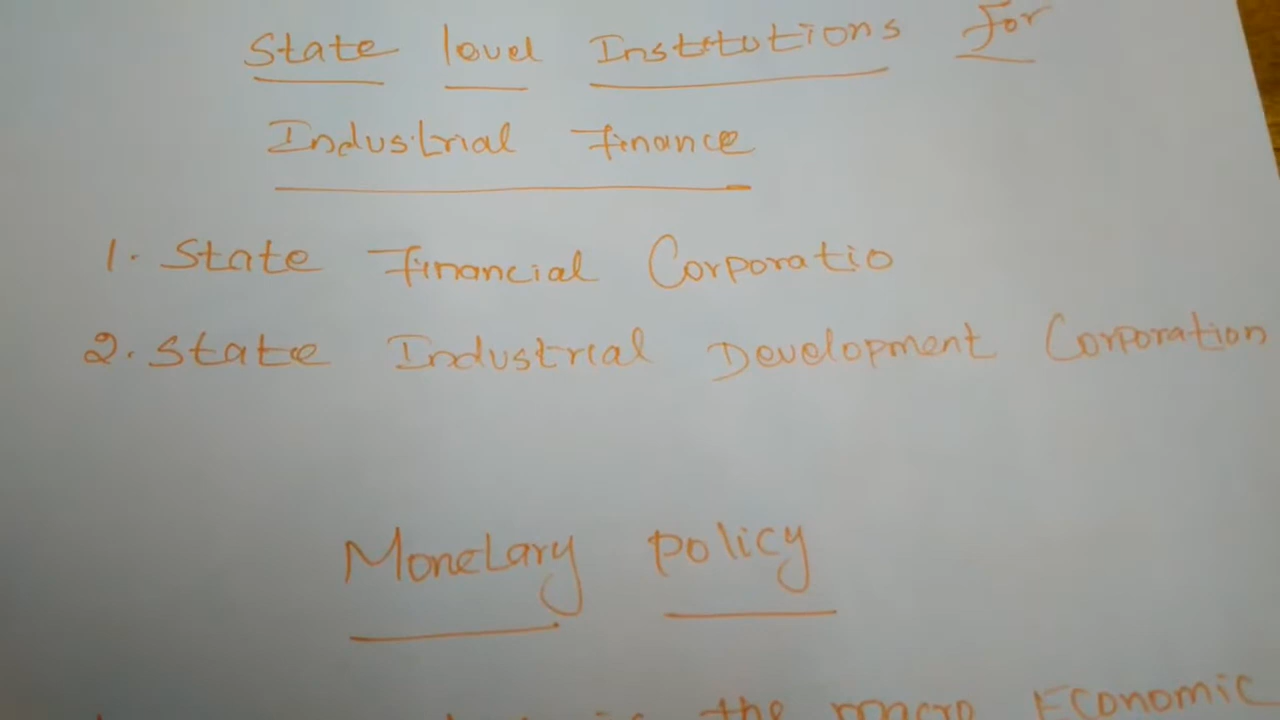 State level Institutions for
Industrial Finance
1. State Financial Corporatio
2. State Industrial Development Corporation
Monetary policy
is the macro Economic